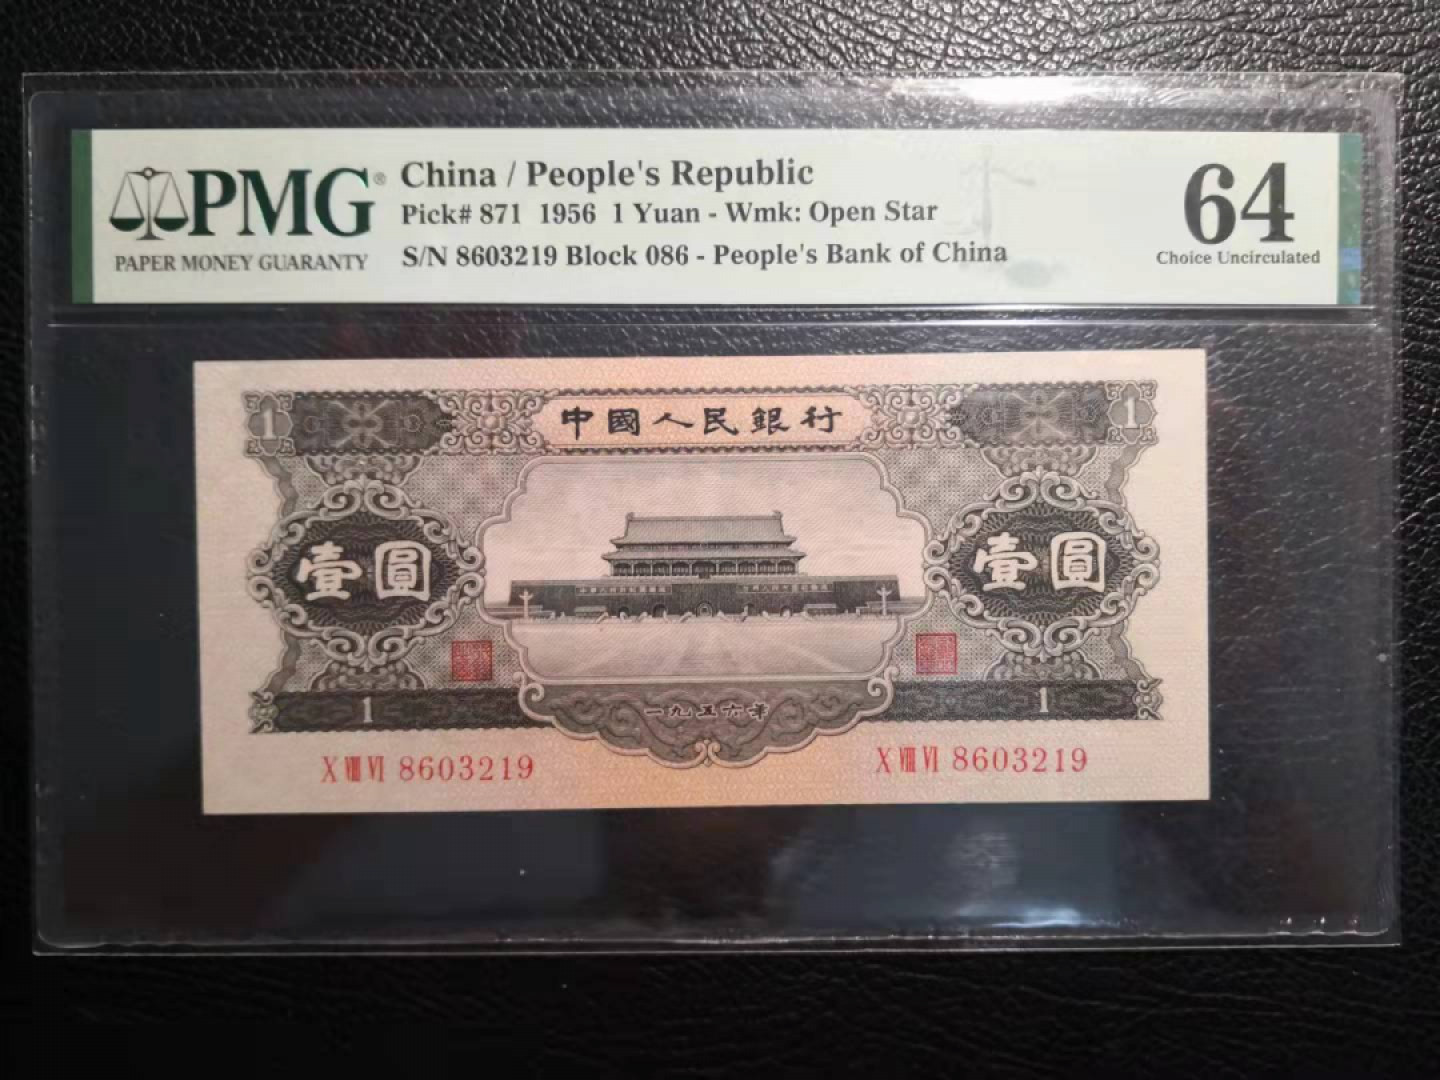 PMG®
PAPER MONEY GUARANTY
China / People's Republic
Pick# 871 1956 1 Yuan - Wmk: Open Star
S/N 8603219 Block 086 - People's Bank of China
64
Choice Uncirculated
1 中國人民銀行 1
壹圓 壹圓
1 一九五六年 1
X VIII VI 8603219 X VIII VI 8603219